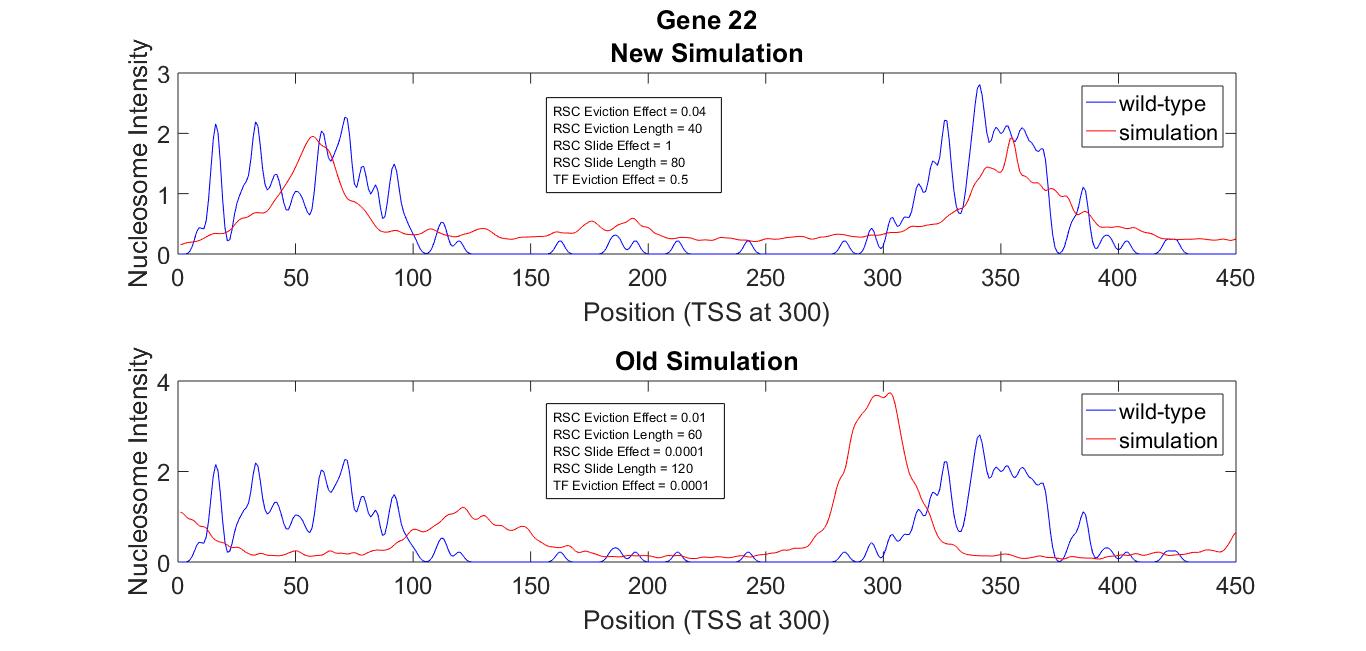 Gene 22
New Simulation
Nucleosome Intensity
3
2
1
0
RSC Eviction Effect = 0.04
RSC Eviction Length = 40
RSC Slide Effect = 1
RSC Slide Length = 80
TF Eviction Effect = 0.5
wild-type
simulation
0 50 100 150 200 250 300 350 400 450
Position (TSS at 300)
Old Simulation
Nucleosome Intensity
4
2
0
RSC Eviction Effect = 0.01
RSC Eviction Length = 60
RSC Slide Effect = 0.0001
RSC Slide Length = 120
TF Eviction Effect = 0.0001
wild-type
simulation
0 50 100 150 200 250 300 350 400 450
Position (TSS at 300)